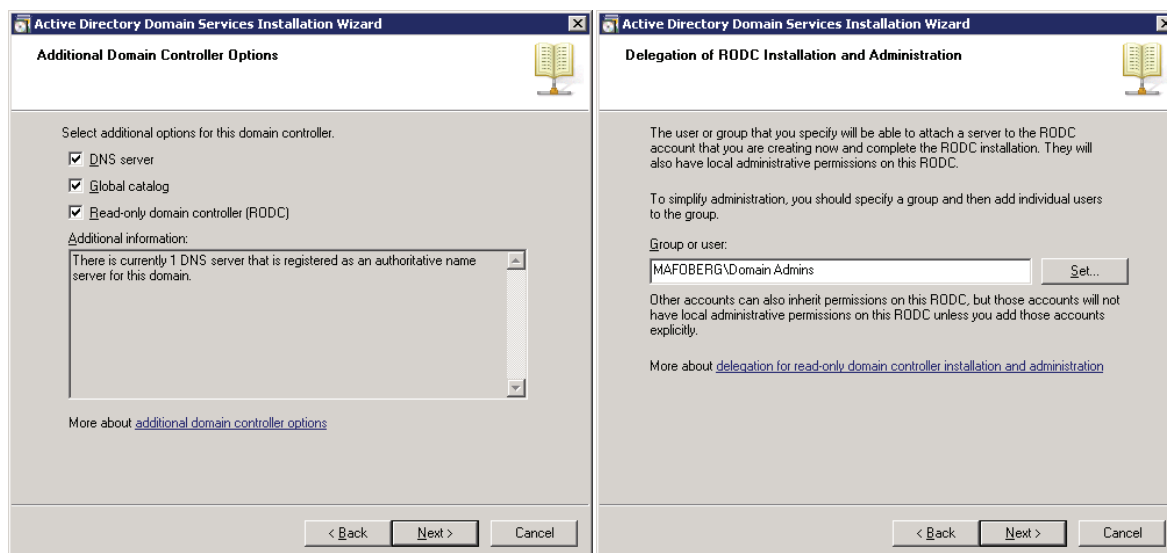 Active Directory Domain Services Installation Wizard
Additional Domain Controller Options
Select additional options for this domain controller.
DNS server
Global catalog
Read-only domain controller (RODC)
Additional information:
There is currently 1 DNS server that is registered as an authoritative name
server for this domain.
More about additional domain controller options
< Back
Next >
Cancel
Active Directory Domain Services Installation Wizard
Delegation of RODC Installation and Administration
The user or group that you specify will be able to attach a server to the RODC
account that you are creating now and complete the RODC installation. They will
also have local administrative permissions on this RODC.
To simplify administration, you should specify a group and then add individual users
to the group.
Group or user:
MAFOBERG\Domain Admins
Set...
Other accounts can also inherit permissions on this RODC, but those accounts will not
have local administrative permissions on this RODC unless you add those accounts
explicitly.
More about delegation for read-only domain controller installation and administration
< Back
Next >
Cancel